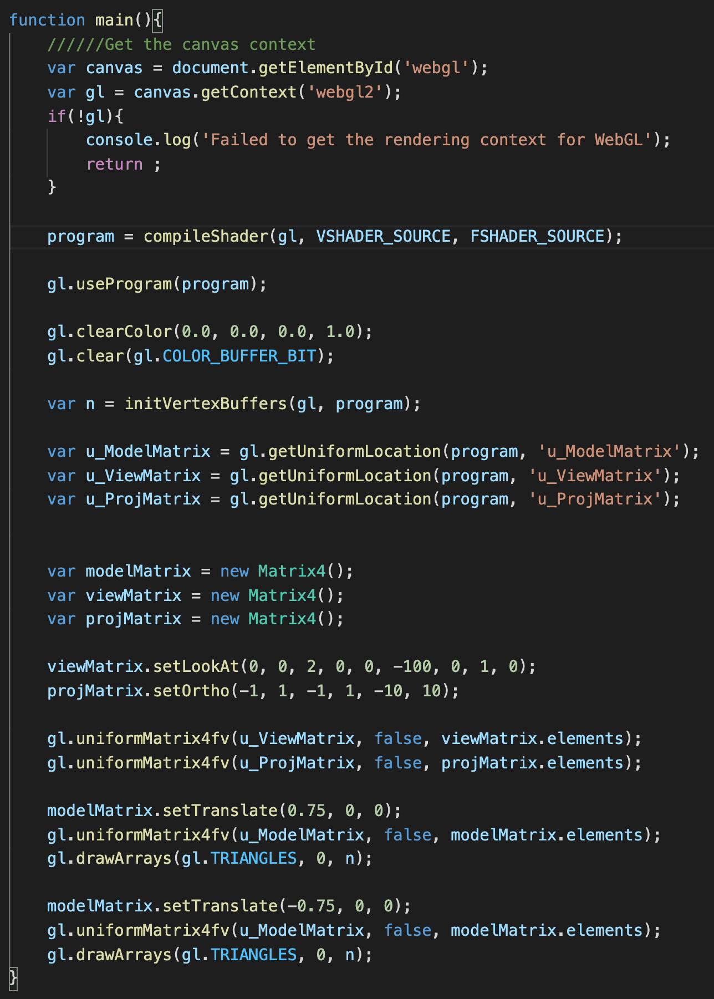 function main(){
//////Get the canvas context
var canvas = document.getElementById('webgl');
var gl = canvas.getContext('webgl2');
if(!gl){
console.log('Failed to get the rendering context for WebGL');
return ;
}
program = compileShader(gl, VSHADER_SOURCE, FSHADER_SOURCE);
gl.useProgram(program);
gl.clearColor(0.0, 0.0, 0.0, 1.0);
gl.clear(gl.COLOR_BUFFER_BIT);
var n = initVertexBuffers(gl, program);
var u_ModelMatrix = gl.getUniformLocation(program, 'u_ModelMatrix');
var u_ViewMatrix = gl.getUniformLocation(program, 'u_ViewMatrix');
var u_ProjMatrix = gl.getUniformLocation(program, 'u_ProjMatrix');
var modelMatrix = new Matrix4();
var viewMatrix = new Matrix4();
var projMatrix = new Matrix4();
viewMatrix.setLookAt(0, 0, 2, 0, 0, -100, 0, 1, 0);
projMatrix.setOrtho(-1, 1, -1, 1, -10, 10);
gl.uniformMatrix4fv(u_ViewMatrix, false, viewMatrix.elements);
gl.uniformMatrix4fv(u_ProjMatrix, false, projMatrix.elements);
modelMatrix.setTranslate(0.75, 0, 0);
gl.uniformMatrix4fv(u_ModelMatrix, false, modelMatrix.elements);
gl.drawArrays(gl.TRIANGLES, 0, n);
modelMatrix.setTranslate(-0.75, 0, 0);
gl.uniformMatrix4fv(u_ModelMatrix, false, modelMatrix.elements);
gl.drawArrays(gl.TRIANGLES, 0, n);
}